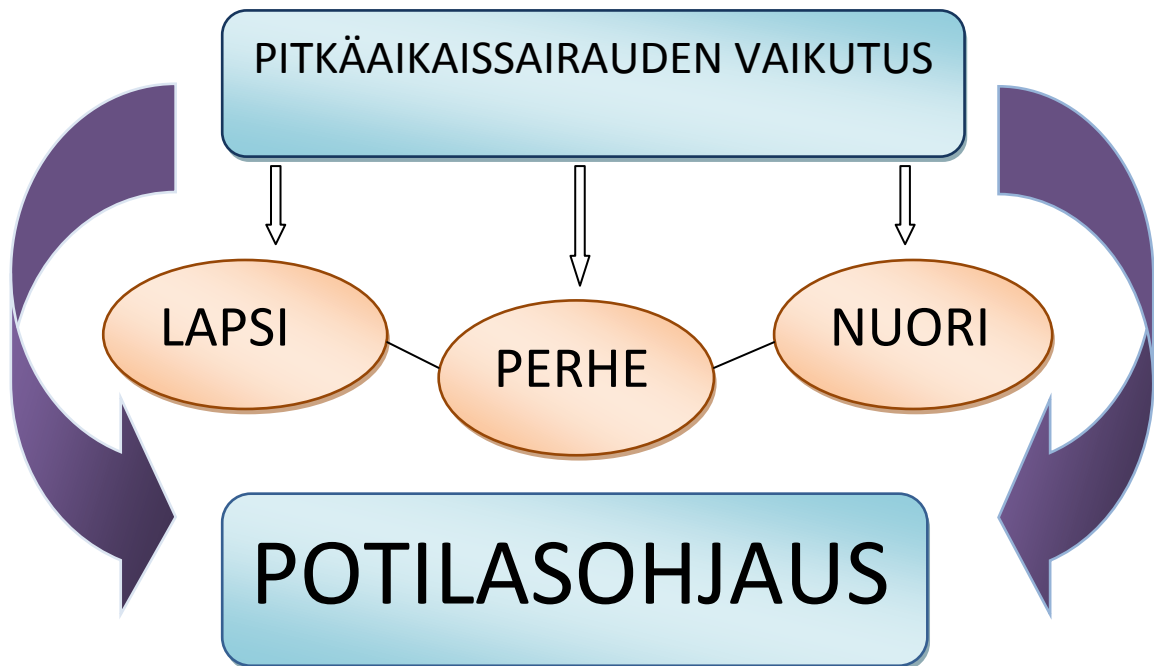 PITKÄAIKAISSAIRAUDEN VAIKUTUS
LAPSI
PERHE
NUORI
POTILASOHJAUS